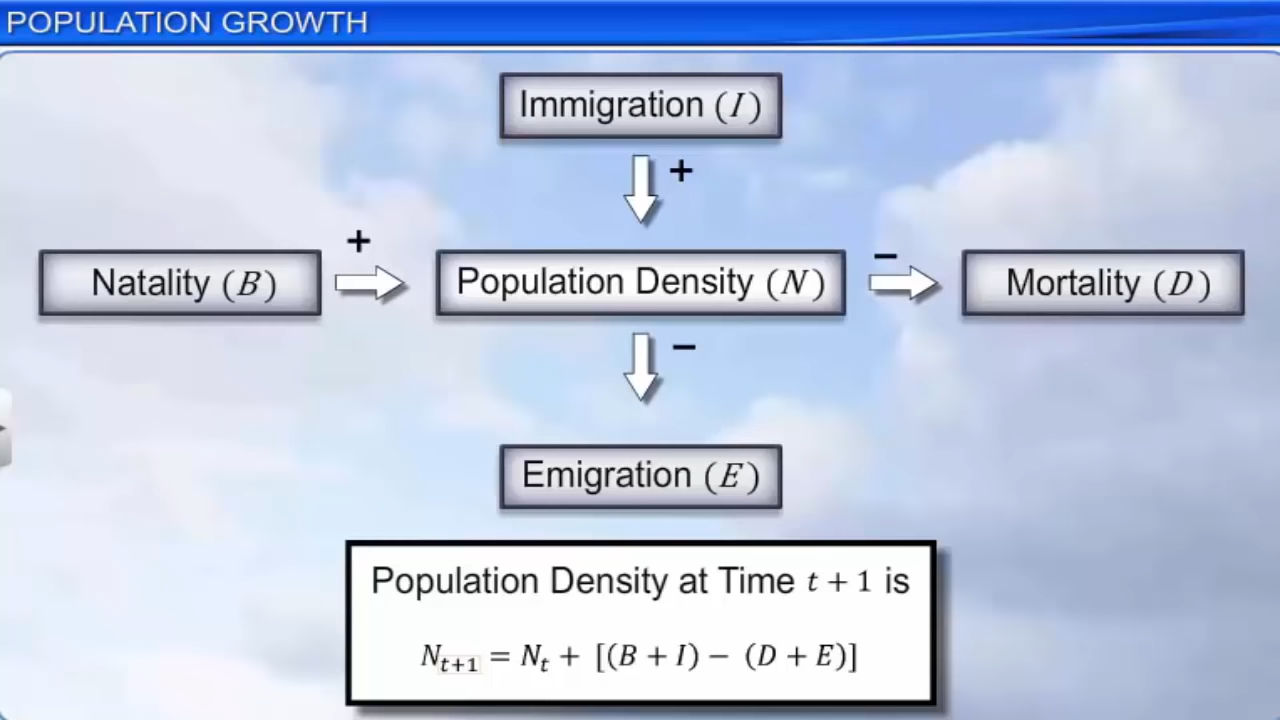 POPULATION GROWTH
Immigration (I)
+
+
Natality (B)
Population Density (N)
−
Mortality (D)
−
Emigration (E)
Population Density at Time t + 1 is
Nt+1 = Nt + [(B + I) − (D + E)]